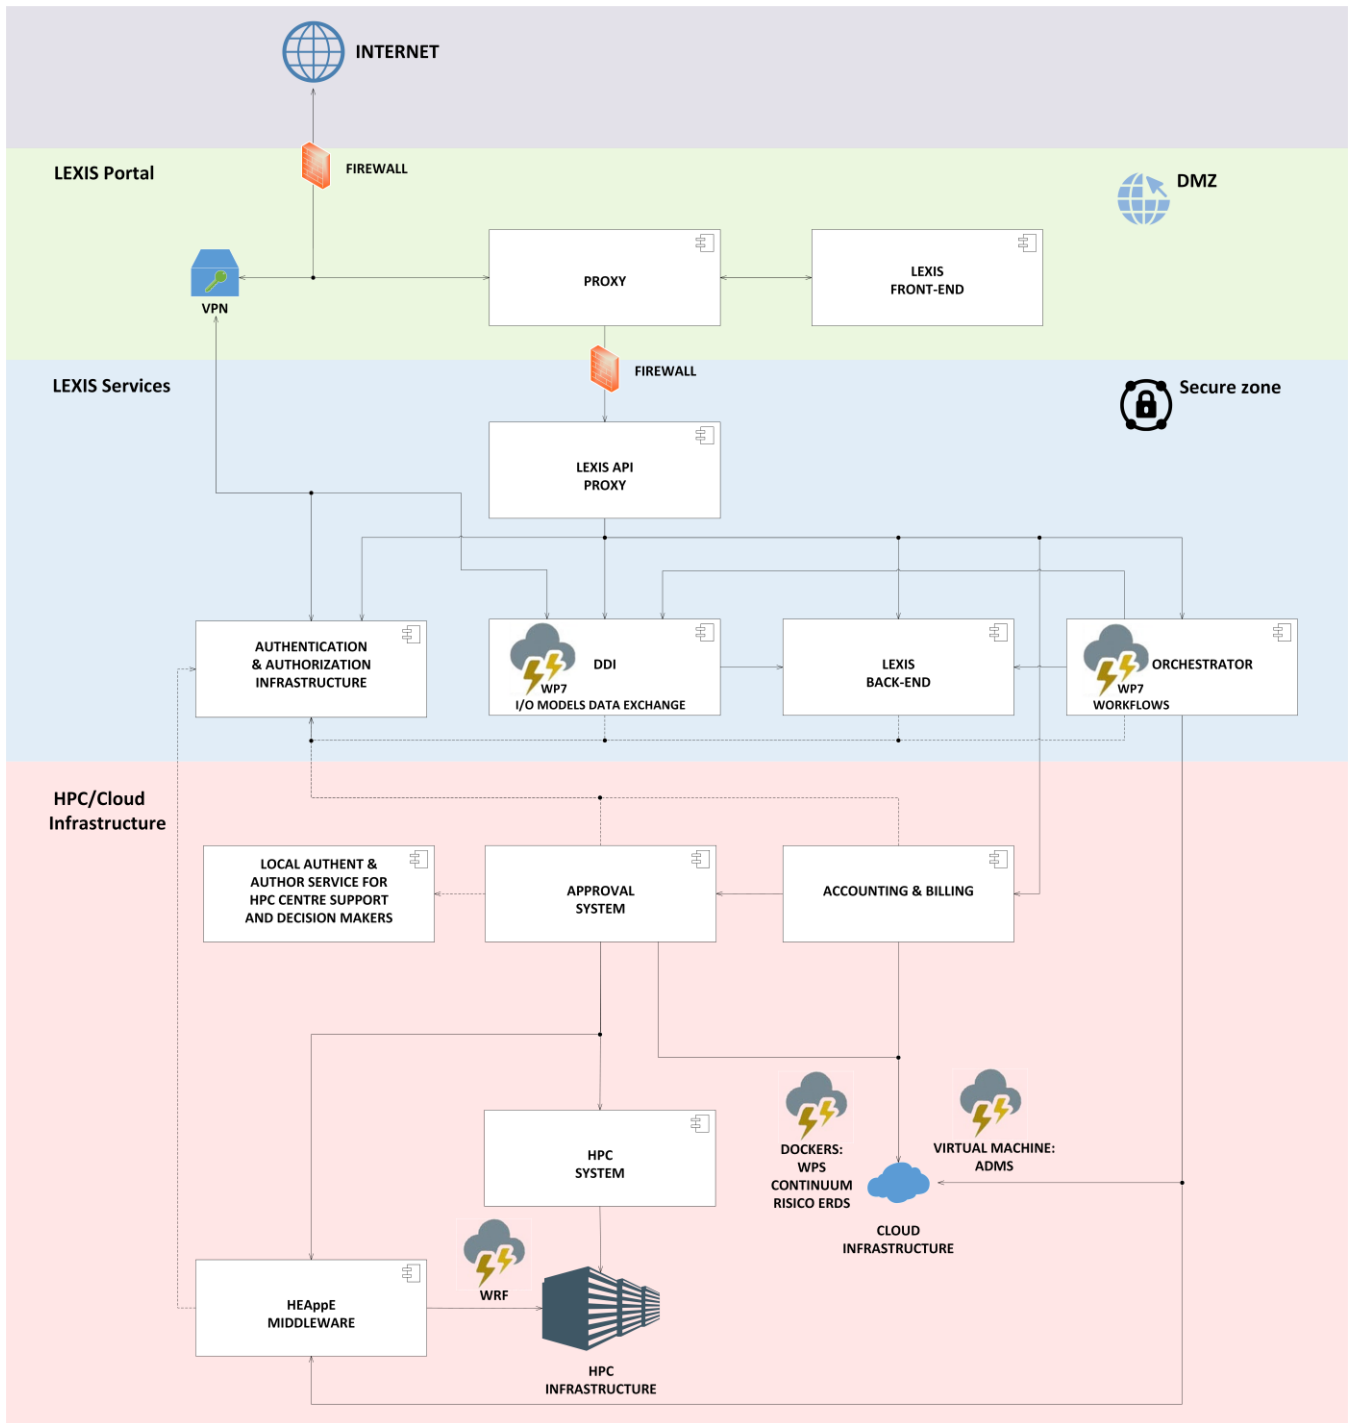 INTERNET
FIREWALL
LEXIS Portal
DMZ
PROXY
LEXIS
FRONT-END
VPN
FIREWALL
LEXIS Services
Secure zone
LEXIS API
PROXY
AUTHENTICATION
& AUTHORIZATION
INFRASTRUCTURE
DDI
WP7
I/O MODELS DATA EXCHANGE
LEXIS
BACK-END
ORCHESTRATOR
WP7
WORKFLOWS
HPC/Cloud
Infrastructure
LOCAL AUTHENT &
AUTHOR SERVICE FOR
HPC CENTRE SUPPORT
AND DECISION MAKERS
APPROVAL
SYSTEM
ACCOUNTING & BILLING
HPC
SYSTEM
DOCKERS:
WPS
CONTINUUM
RISICO ERDS
VIRTUAL MACHINE:
ADMS
CLOUD
INFRASTRUCTURE
WRF
HEAppE
MIDDLEWARE
HPC
INFRASTRUCTURE